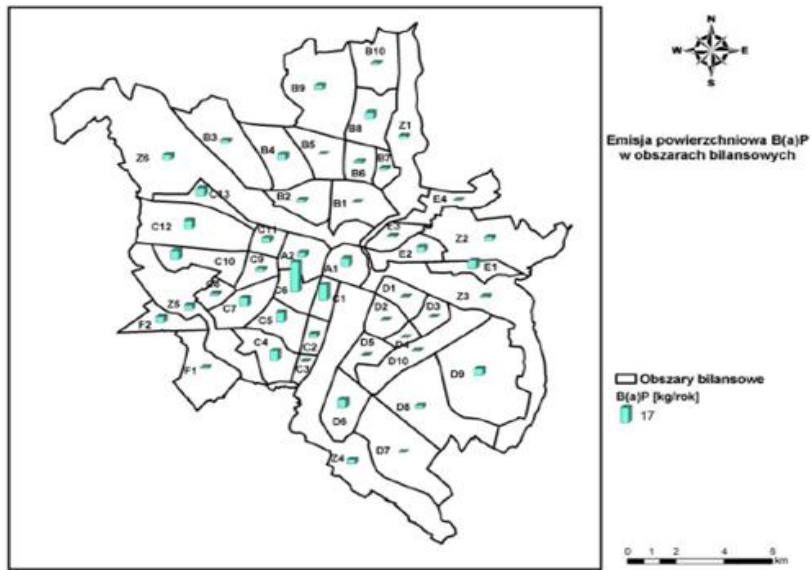 N
W E
S
Emisja powierzchniowa B(a)P
w obszarach bilansowych
B10
B9
B8
Z1
B3
B4
B5
B6
B7
Z6
B2
B1
E4
C13
C12
C11
A2
A1
E3
E2
Z2
E1
C10
C9
C6
C1
D1
Z3
Z5
C7
C5
D2
D3
F2
C2
D4
C4
D5
C3
D10
F1
D9
D6
D8
D7
Z4
Obszary bilansowe
B(a)P [kg/rok]
17
0 1 2 4 6
km